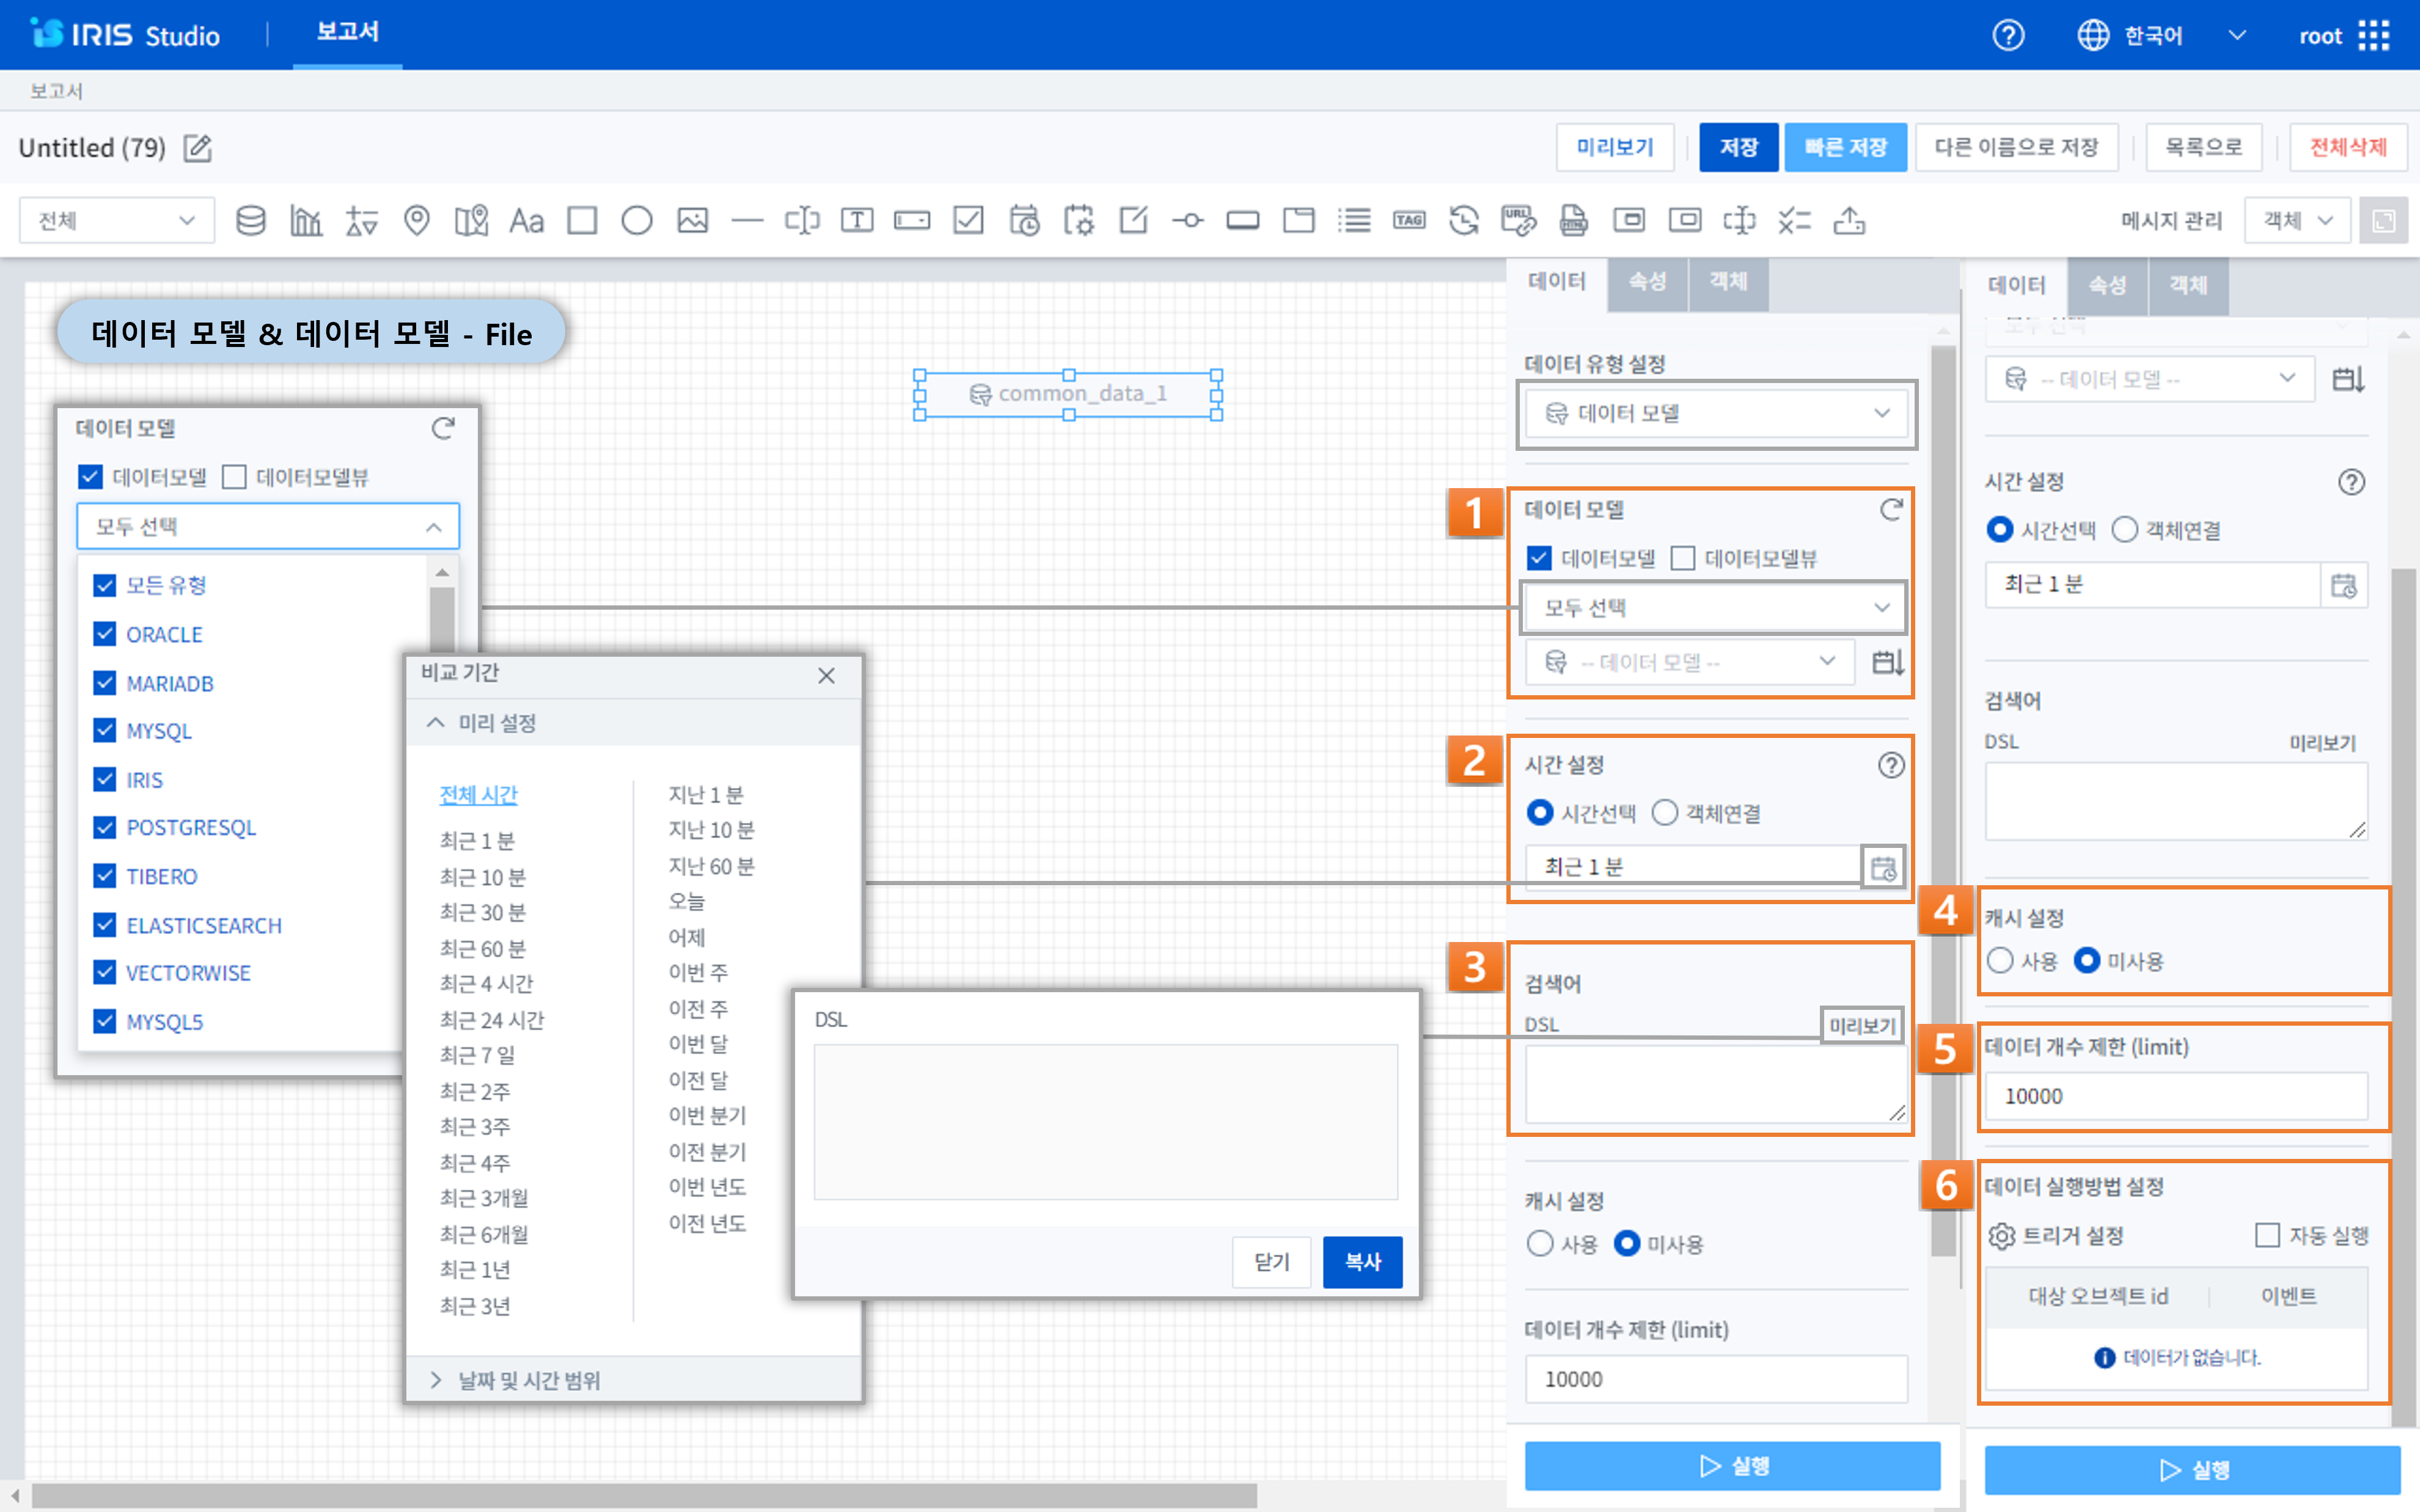 IRIS Studio
보고서
한국어
root
보고서
Untitled (79)
미리보기
저장
빠른 저장
다른 이름으로 저장
목록으로
전체삭제
전체
Aa
T
TAG
URL
HTML
메시지 관리
객체
데이터 모델 & 데이터 모델 - File
common_data_1
데이터 모델
데이터모델
데이터모델뷰
모두 선택
모든 유형
ORACLE
MARIADB
MYSQL
IRIS
POSTGRESQL
TIBERO
ELASTICSEARCH
VECTORWISE
MYSQL5
비교 기간
미리 설정
전체 시간
최근 1 분
최근 10 분
최근 30 분
최근 60 분
최근 4 시간
최근 24 시간
최근 7 일
최근 2주
최근 3주
최근 4주
최근 3개월
최근 6개월
최근 1년
최근 3년
지난 1 분
지난 10 분
지난 60 분
오늘
어제
이번 주
이전 주
이번 달
이전 달
이번 분기
이전 분기
이번 년도
이전 년도
날짜 및 시간 범위
DSL
닫기
복사
데이터
속성
객체
데이터 유형 설정
데이터 모델
1
데이터 모델
데이터모델
데이터모델뷰
모두 선택
-- 데이터 모델 --
2
시간 설정
시간선택
객체연결
최근 1 분
3
검색어
DSL
미리보기
캐시 설정
사용
미사용
데이터 개수 제한 (limit)
10000
실행
데이터
속성
객체
모두 선택
-- 데이터 모델 --
시간 설정
시간선택
객체연결
최근 1 분
검색어
DSL
미리보기
4
캐시 설정
사용
미사용
5
데이터 개수 제한 (limit)
10000
6
데이터 실행방법 설정
트리거 설정
자동 실행
대상 오브젝트 id
이벤트
데이터가 없습니다.
실행